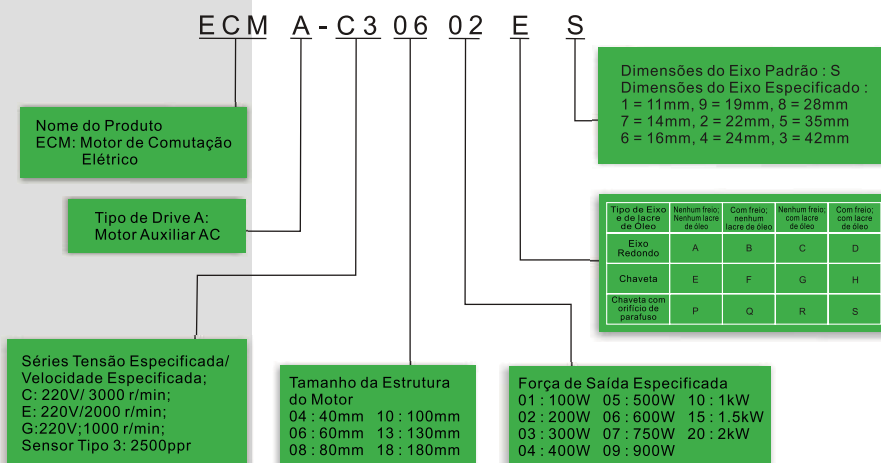 ECM A-C3 06 02 E S
Nome do Produto
ECM: Motor de Comutação
Elétrico
Tipo de Drive A:
Motor Auxiliar AC
Séries Tensão Especificada/
Velocidade Especificada;
C: 220V/ 3000 r/min;
E: 220V/2000 r/min;
G:220V;1000 r/min;
Sensor Tipo 3: 2500ppr
Tamanho da Estrutura
do Motor
04 : 40mm 10 : 100mm
06 : 60mm 13 : 130mm
08 : 80mm 18 : 180mm
Força de Saída Especificada
01 : 100W 05 : 500W 10 : 1kW
02 : 200W 06 : 600W 15 : 1.5kW
03 : 300W 07 : 750W 20 : 2kW
04 : 400W 09 : 900W
Dimensões do Eixo Padrão : S
Dimensões do Eixo Especificado :
1 = 11mm, 9 = 19mm, 8 = 28mm
7 = 14mm, 2 = 22mm, 5 = 35mm
6 = 16mm, 4 = 24mm, 3 = 42mm
Tipo de Eixo
e de lacre
de Óleo
Nenhum freio;
Nenhum lacre
de óleo
Com freio;
nenhum
lacre de óleo
Nenhum freio;
com lacre
de óleo
Com freio;
com lacre
de óleo
Eixo
Redondo
A B C D
Chaveta
E F G H
Chaveta com
orifício de
parafuso
P Q R S